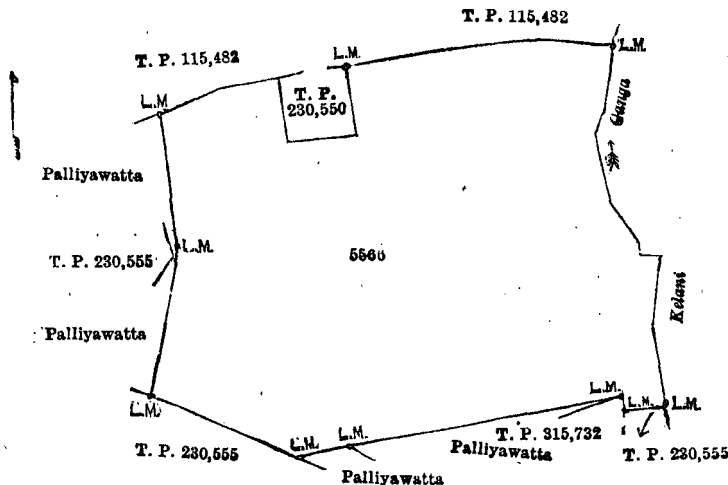 T. P. 115,482
T. P. 115,482
L.M.
L.M.
T. P.
230,550
L.M
Ganga
Palliyawatta
L.M.
T. P. 230,555
5566
Kelani
Palliyawatta
L.M.
L.M.
L.M.
L.M.
T. P. 315,732
L.M.
L.M.
T. P. 230,555
Palliyawatta
T. P. 230,555
Palliyawatta